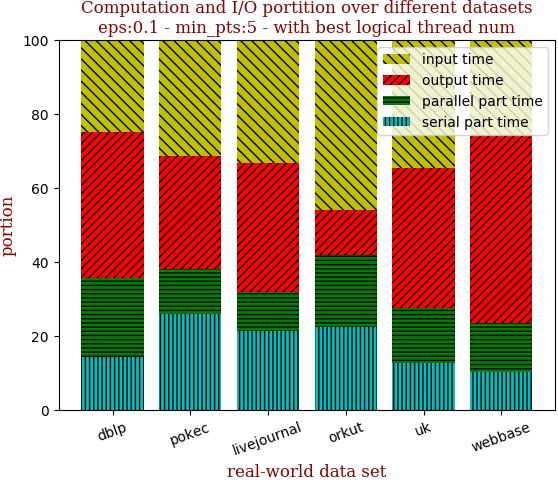 Computation and I/O portition over different datasets
eps:0.1 - min_pts:5 - with best logical thread num
100
80
60
40
20
0
portion
input time
output time
parallel part time
serial part time
dblp
pokec
livejournal
orkut
uk
webbase
real-world data set